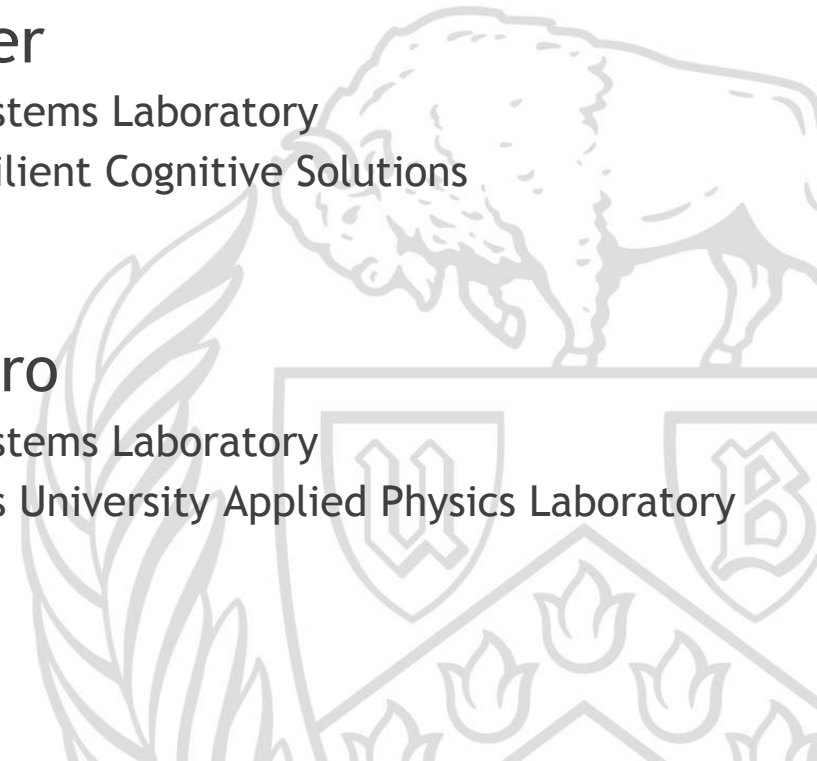 er
stems Laboratory
ilient Cognitive Solutions
ro
stems Laboratory
s University Applied Physics Laboratory
U B